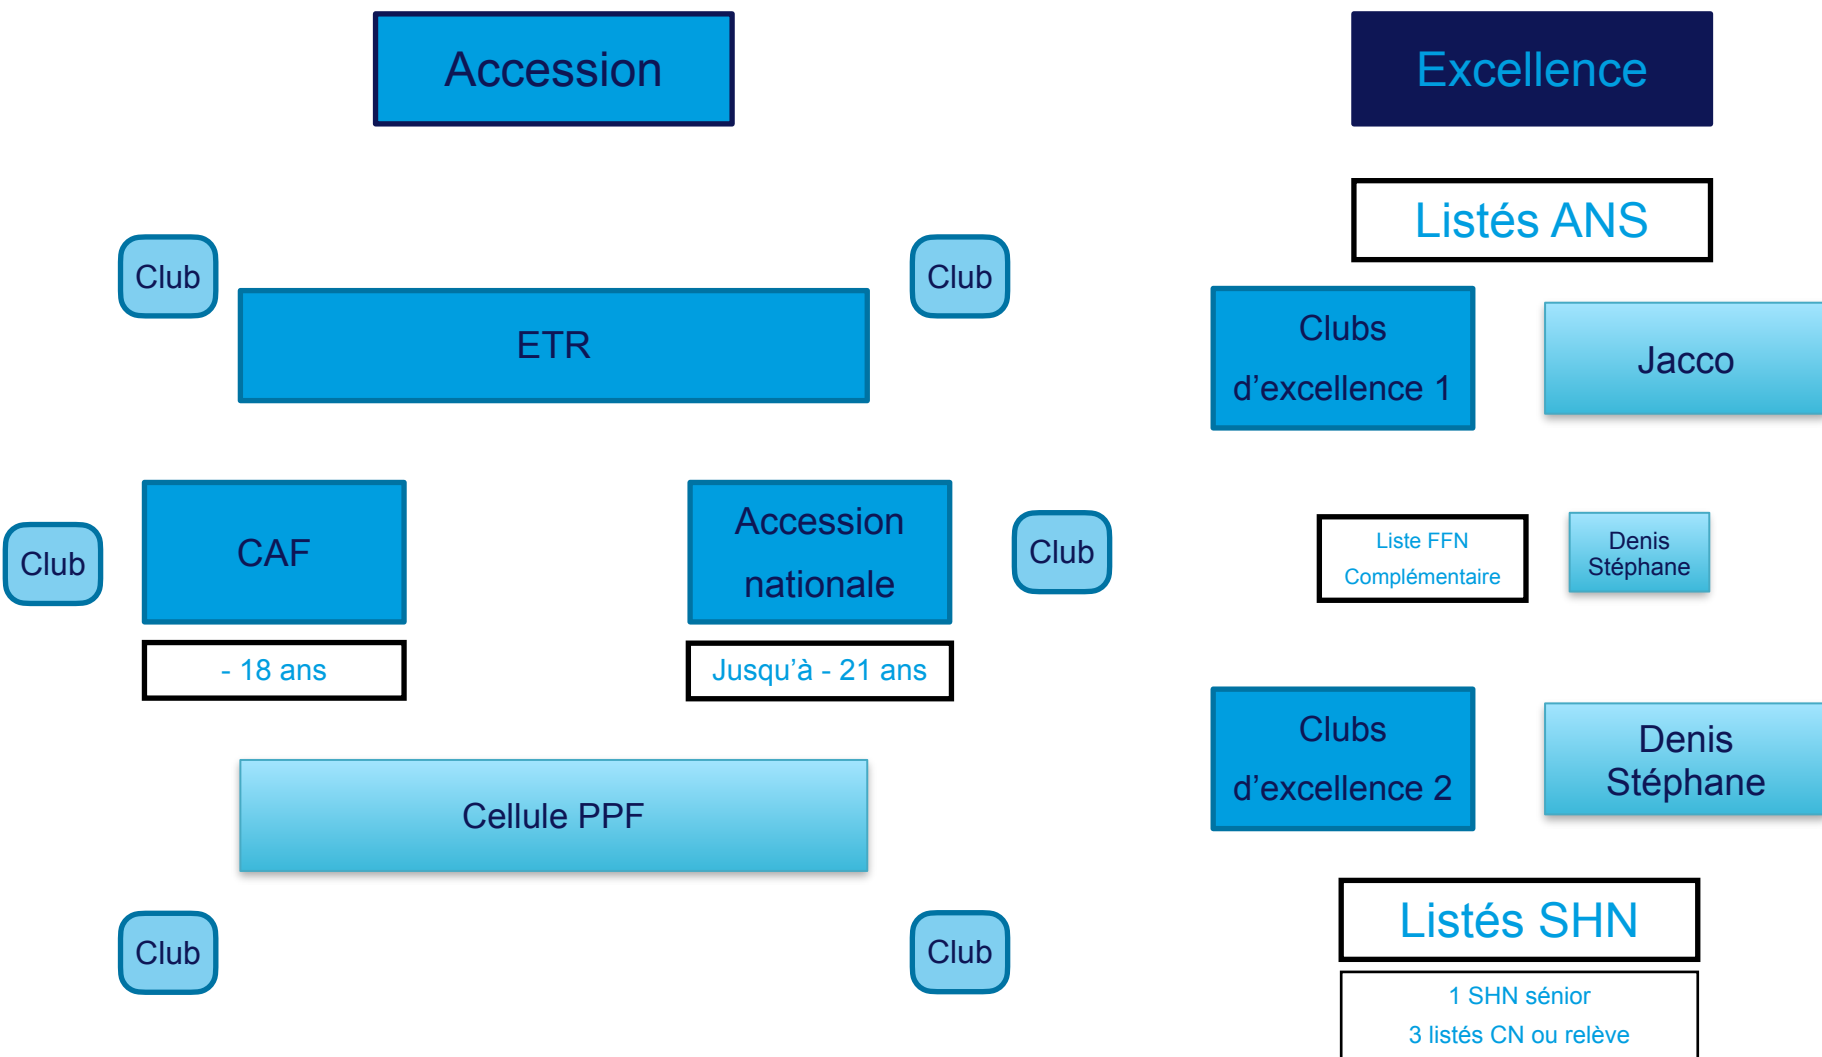 Accession
Excellence
Listés ANS
Club
Club
ETR
Clubs
d’excellence 1
Jacco
Club
CAF
Accession
nationale
Club
- 18 ans
Jusqu’à - 21 ans
Liste FFN
Complémentaire
Denis
Stéphane
Cellule PPF
Clubs
d’excellence 2
Denis
Stéphane
Club
Club
Listés SHN
1 SHN sénior
3 listés CN ou relève